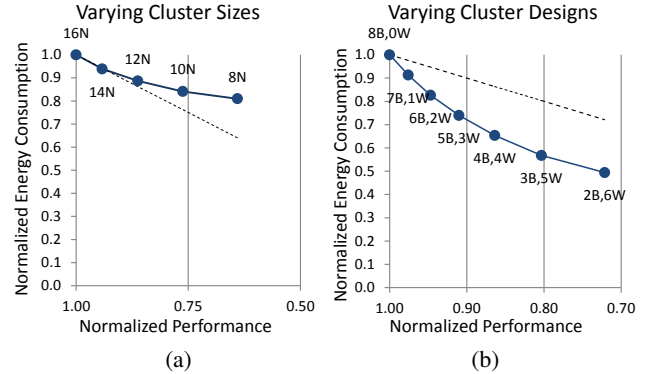 Varying Cluster Sizes
16N
14N
12N
10N
8N
1.0
0.9
0.8
0.7
0.6
0.5
0.4
0.3
0.2
0.1
0.0
Normalized Energy Consumption
1.00
0.75
0.50
Normalized Performance
(a)
Varying Cluster Designs
8B,0W
7B,1W
6B,2W
5B,3W
4B,4W
3B,5W
2B,6W
1.0
0.9
0.8
0.7
0.6
0.5
0.4
0.3
0.2
0.1
0.0
Normalized Energy Consumption
1.00
0.90
0.80
0.70
Normalized Performance
(b)